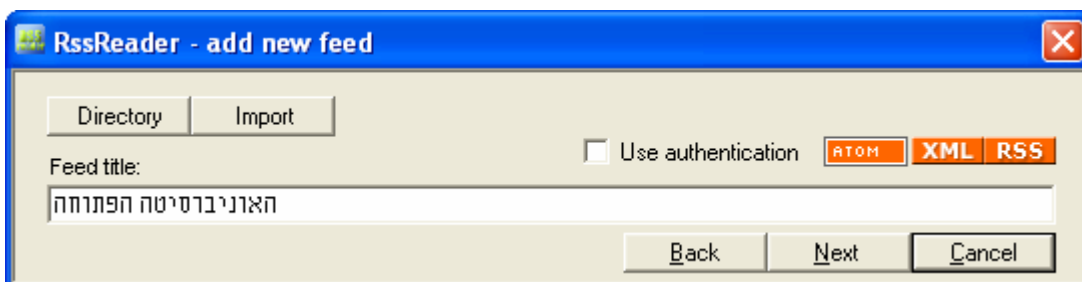 RssReader - add new feed
Directory Import
Use authentication ATOM XML RSS
Feed title:
האוניברסיטה הפתוחה
Back Next Cancel